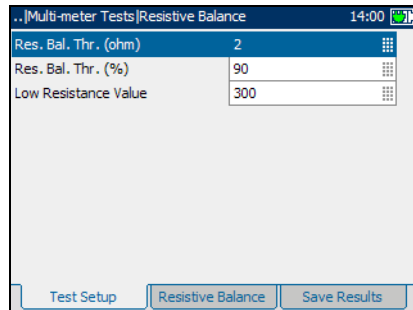 ..|Multi-meter Tests|Resistive Balance 14:00
Res. Bal. Thr. (ohm) 2
Res. Bal. Thr. (%) 90
Low Resistance Value 300
Test Setup Resistive Balance Save Results